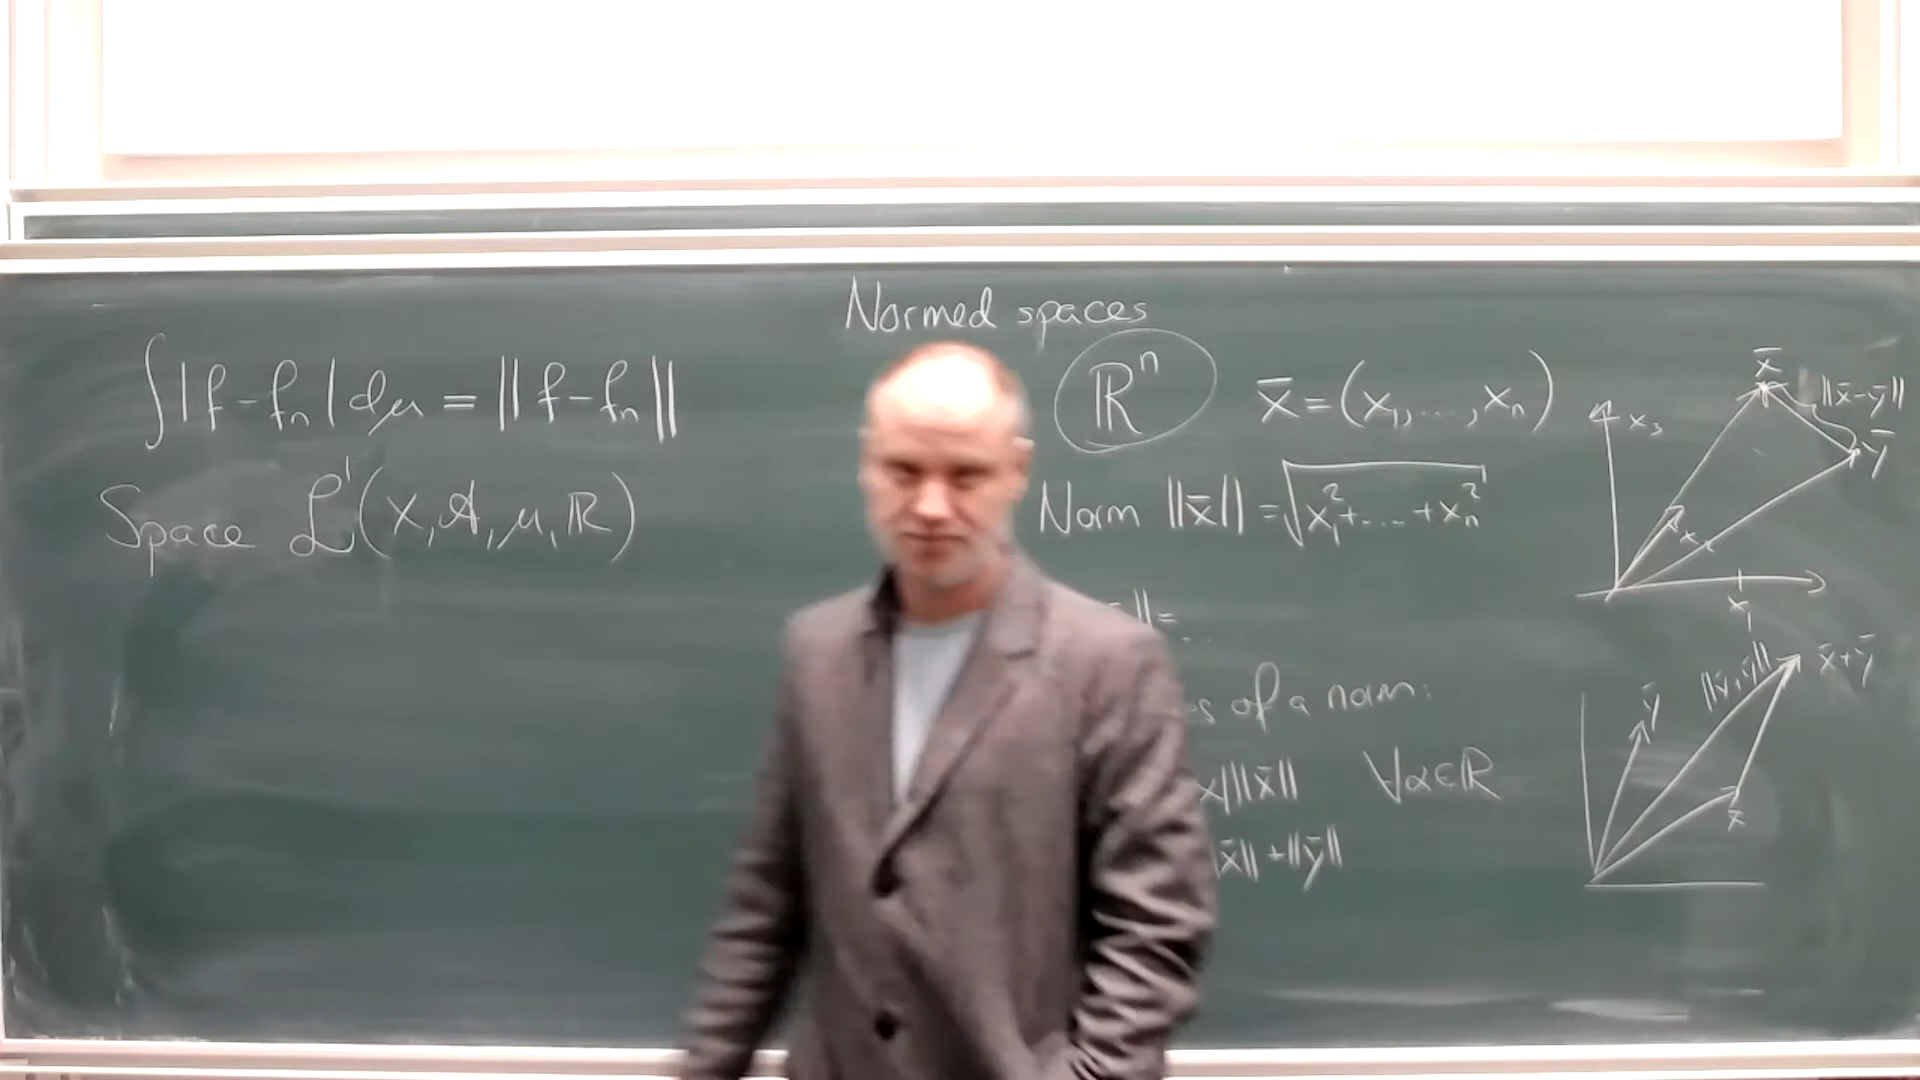 Normed spaces
∫|f-fₙ|dμ = ||f-fₙ||
Space ℒ¹(X, 𝒜, μ, ℝ)
ℝⁿ x̄=(x₁,...,xₙ)
Norm ||x̄|| = √x₁²+...+xₙ²
||=...
of a norm:
|||x̄|| ∀α∈ℝ
x̄||+||ȳ||
x̄
||x̄-ȳ||
ȳ
x₃
x₁
ȳ
x̄+ȳ
x̄